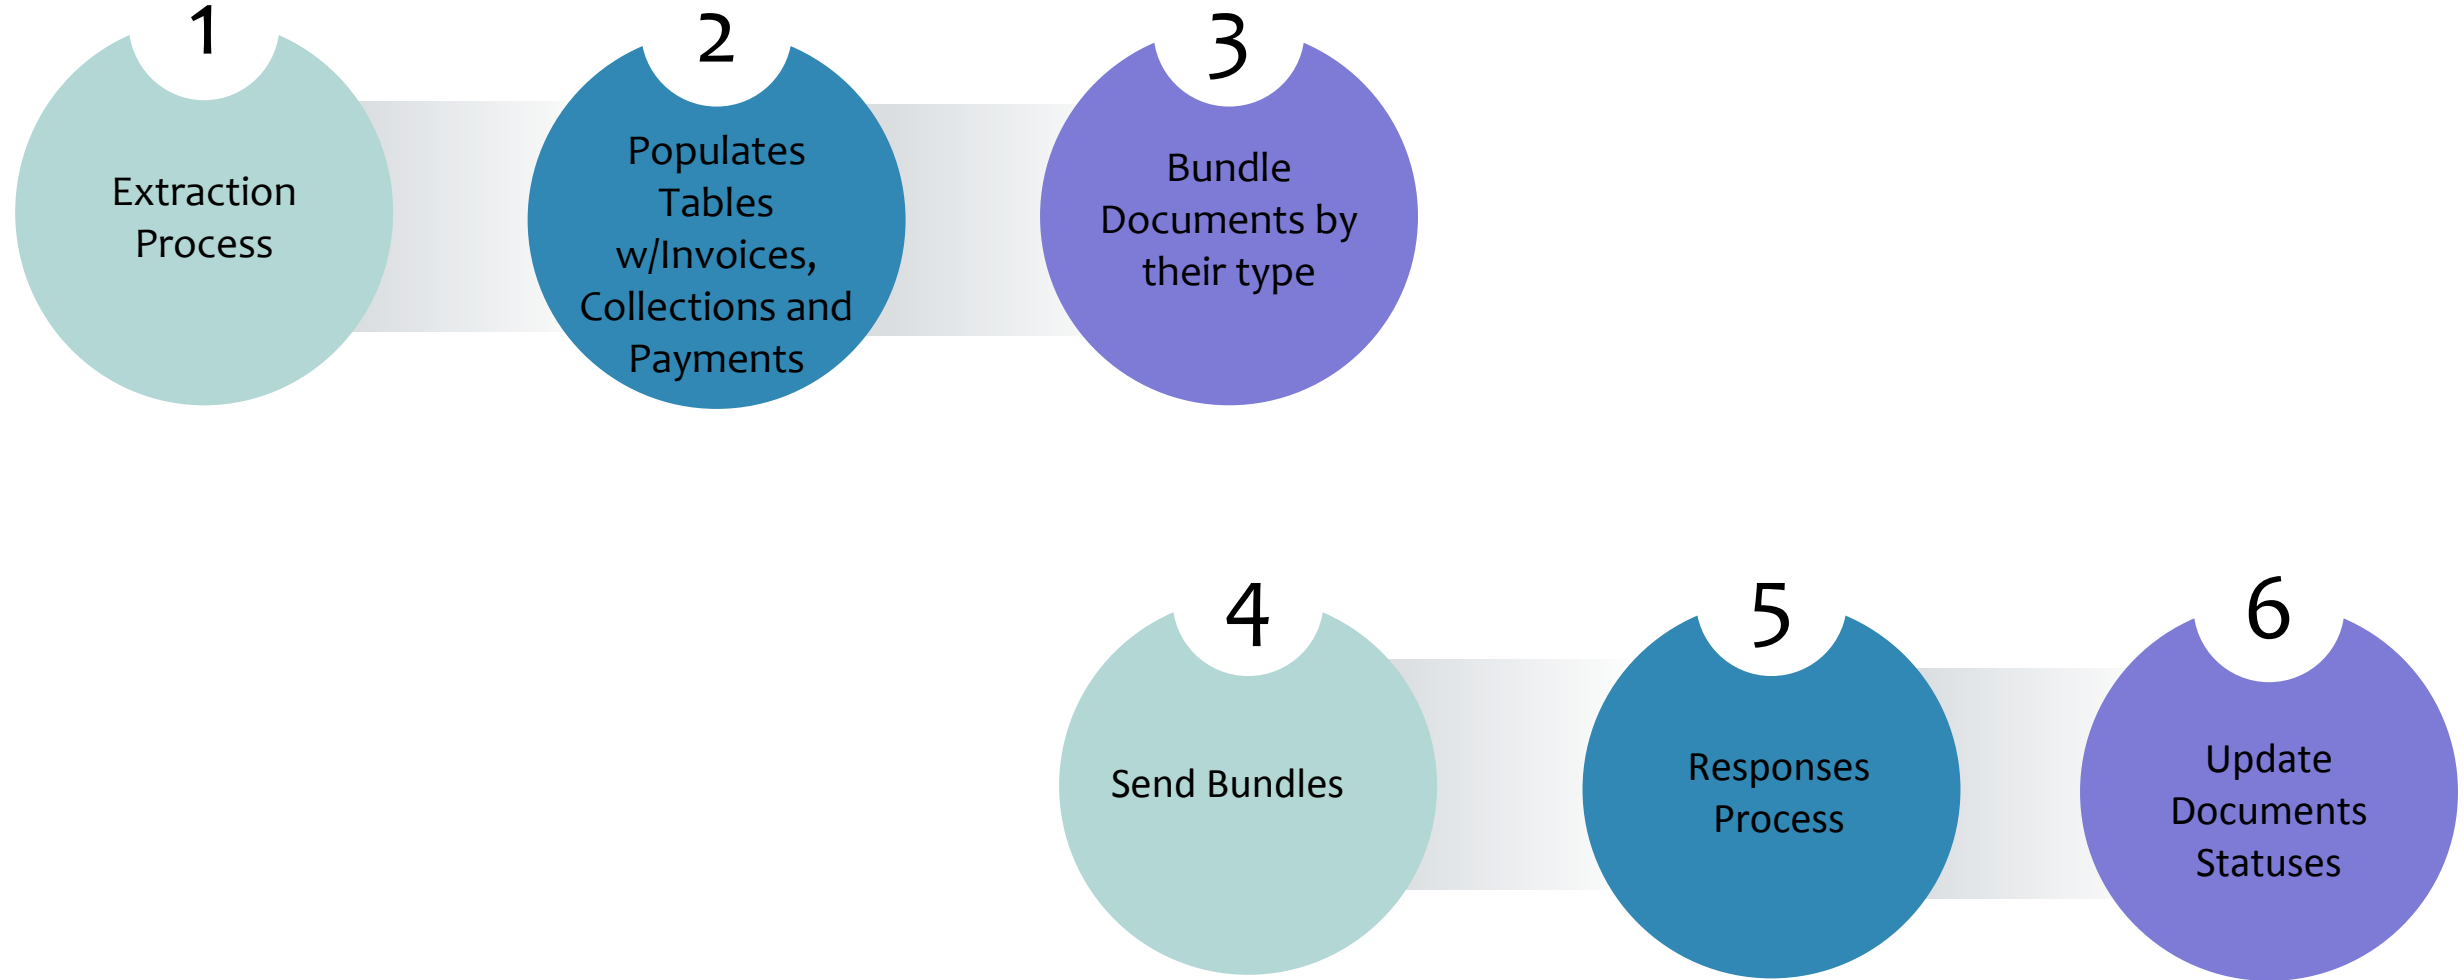 1
Extraction
Process
2
Populates
Tables
w/Invoices,
Collections and
Payments
3
Bundle
Documents by
their type
4
Send Bundles
5
Responses
Process
6
Update
Documents
Statuses